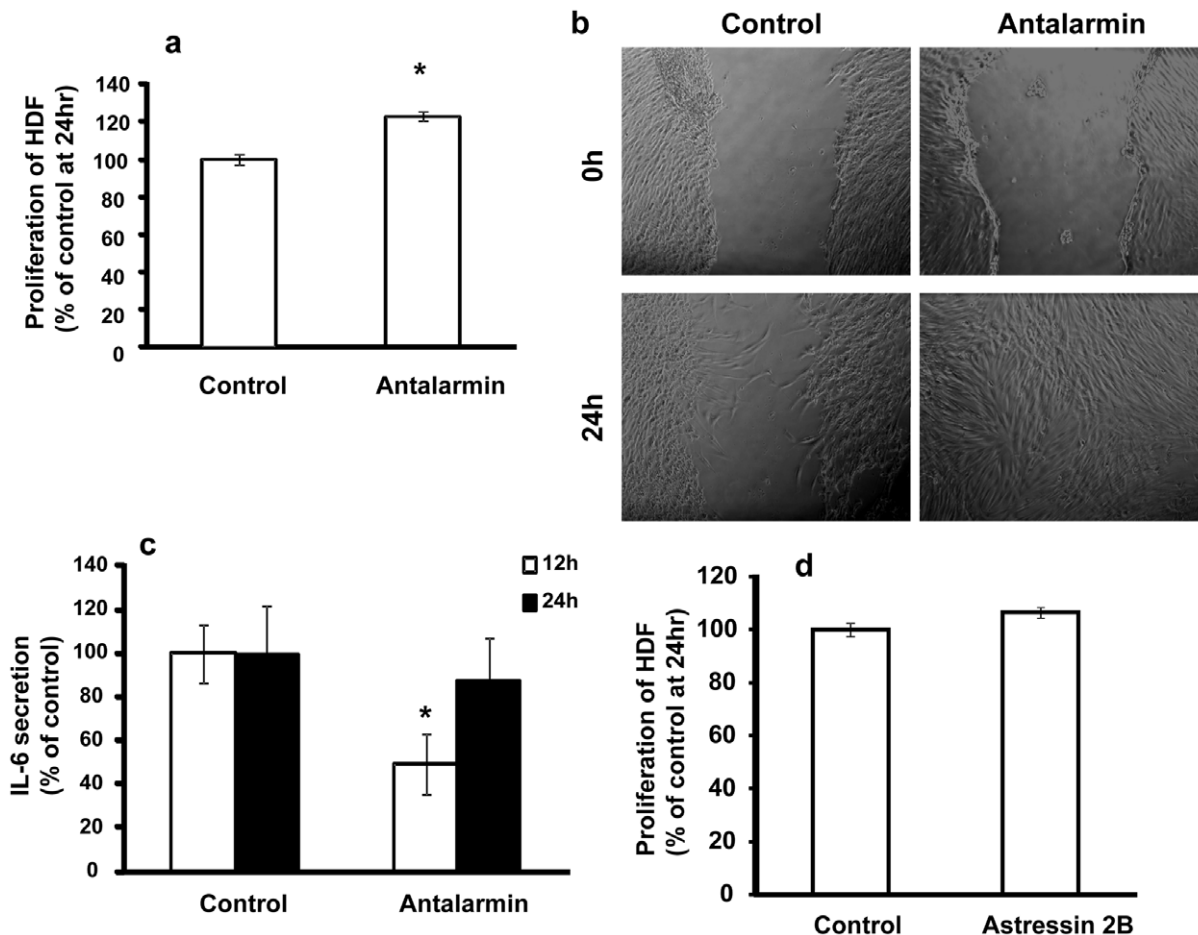 a
Proliferation of HDF
(% of control at 24hr)
140
120
100
80
60
40
20
0
*
Control
Antalarmin
b
Control
Antalarmin
0h
24h
c
IL-6 secretion
(% of control)
140
120
100
80
60
40
20
0
12h
24h
*
Control
Antalarmin
d
Proliferation of HDF
(% of control at 24hr)
120
100
80
60
40
20
0
Control
Astressin 2B